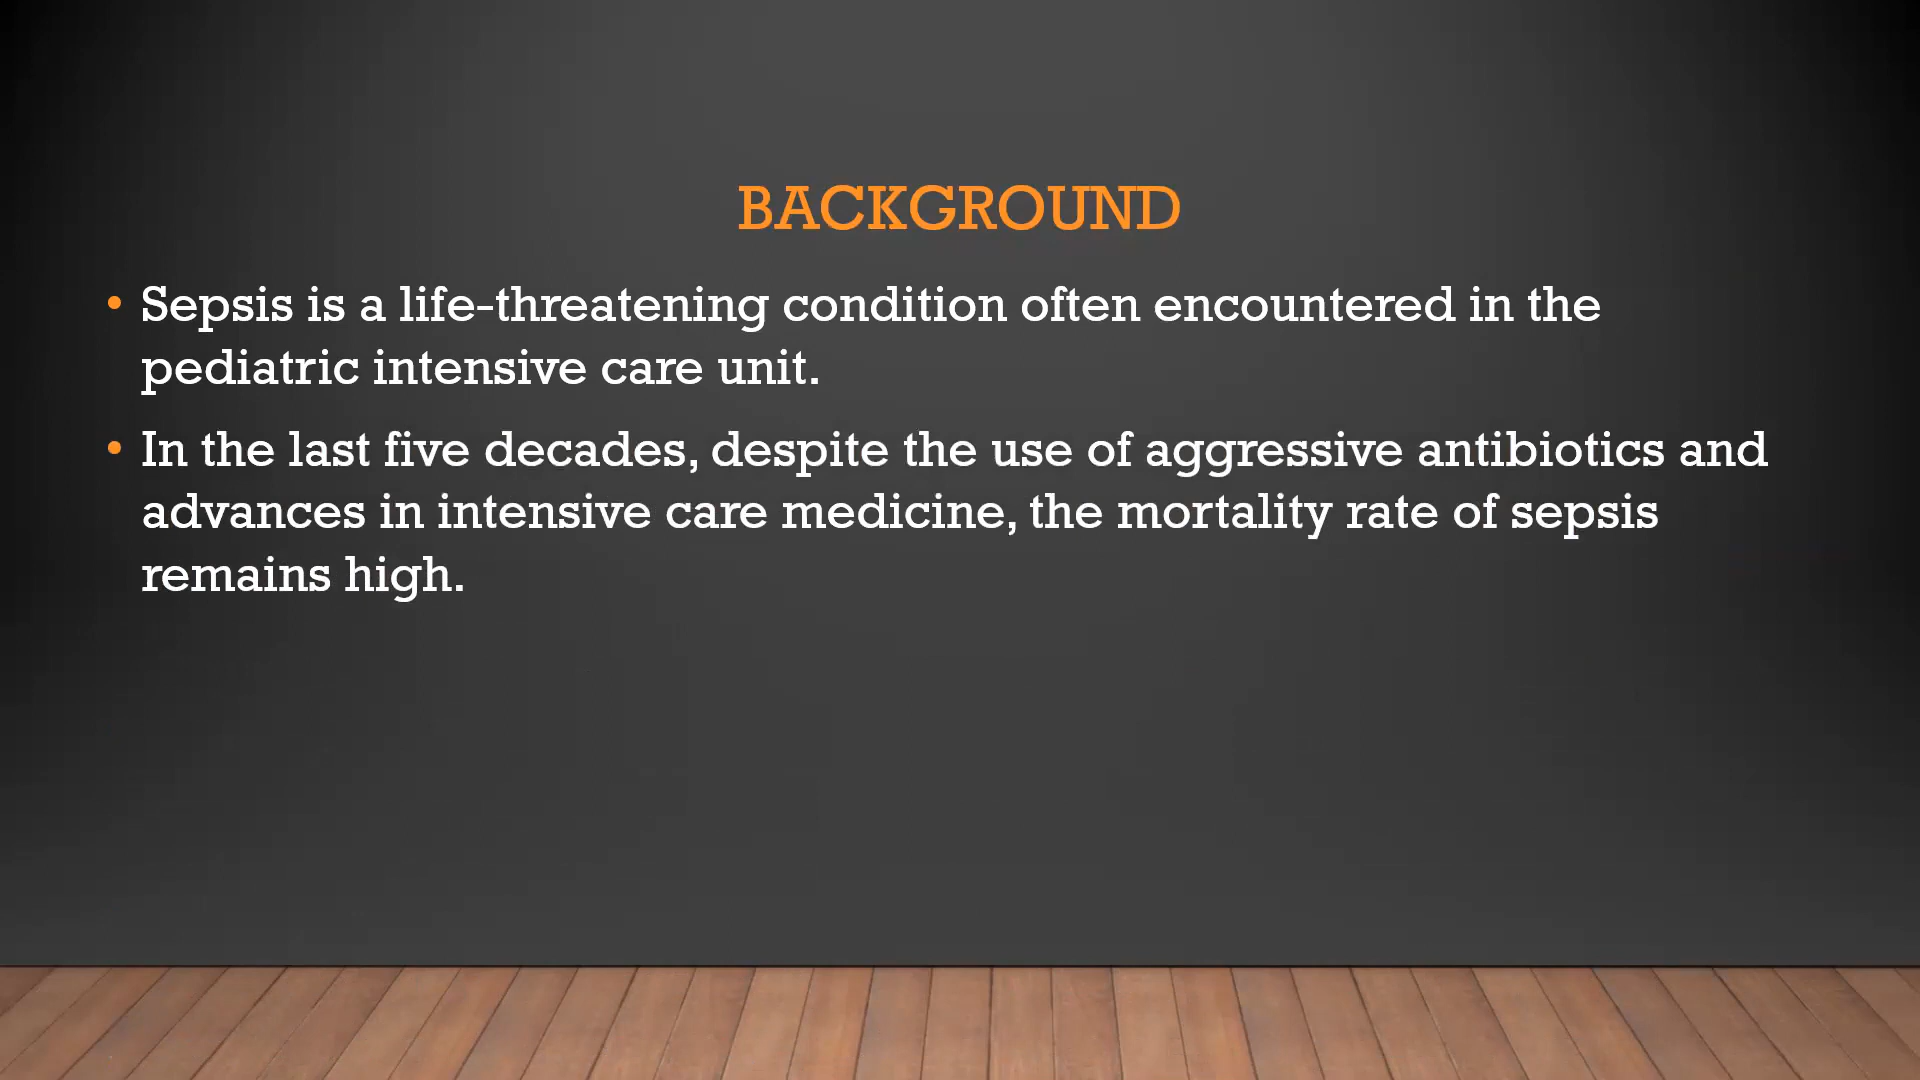 BACKGROUND
• Sepsis is a life-threatening condition often encountered in the
pediatric intensive care unit.
• In the last five decades, despite the use of aggressive antibiotics and
advances in intensive care medicine, the mortality rate of sepsis
remains high.